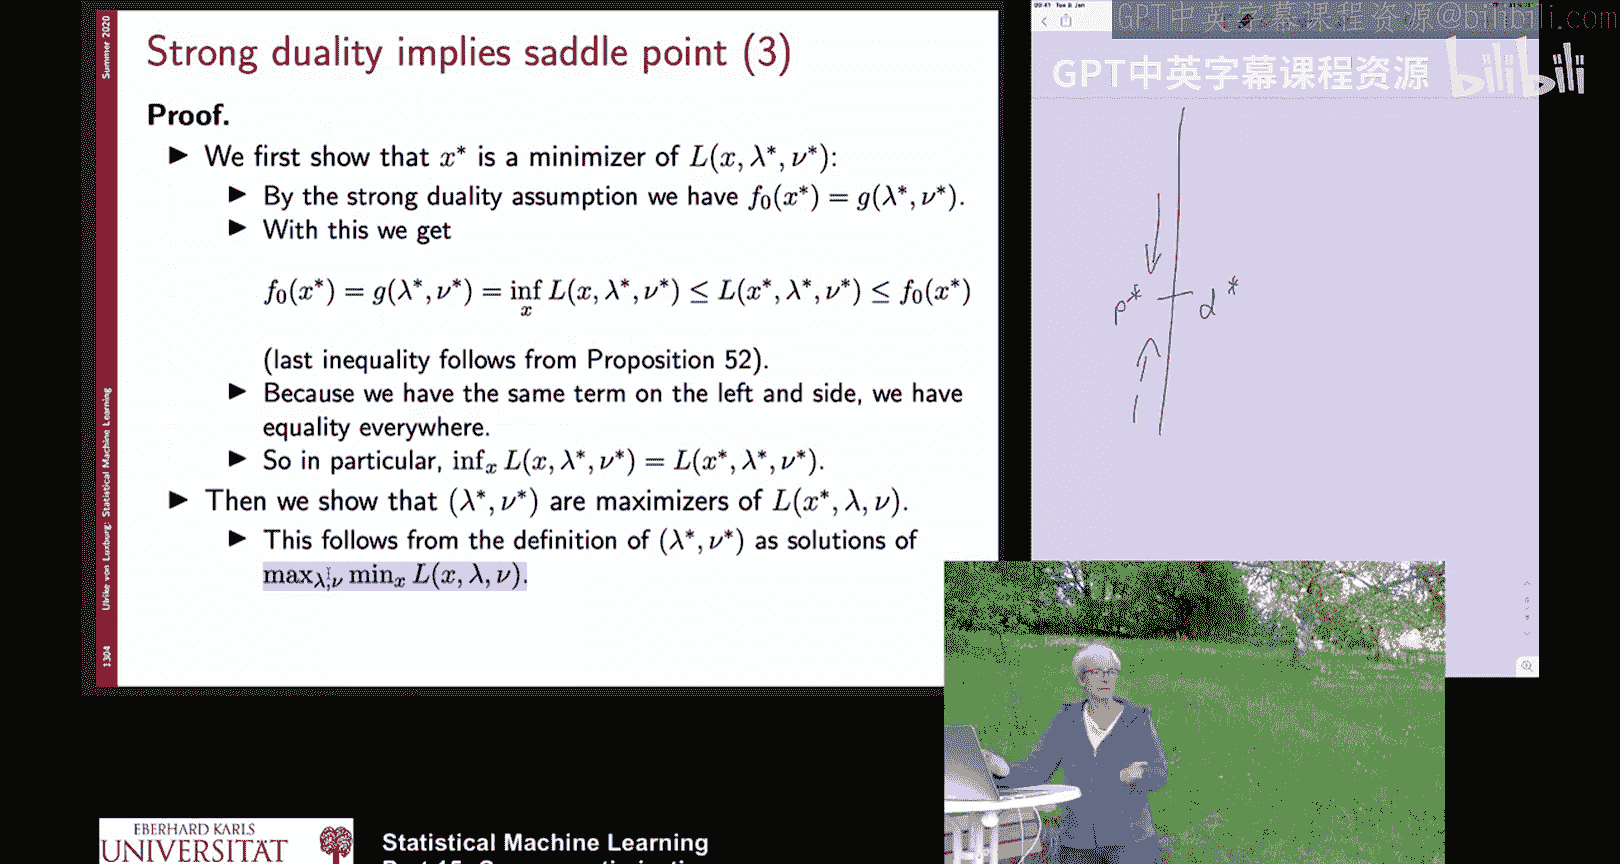 Summer 2020
Strong duality implies saddle point (3)
Proof.
▶ We first show that x* is a minimizer of L(x, λ*, ν*):
▶ By the strong duality assumption we have f₀(x*) = g(λ*, ν*).
▶ With this we get
f₀(x*) = g(λ*, ν*) = inf_x L(x, λ*, ν*) ≤ L(x*, λ*, ν*) ≤ f₀(x*)
(last inequality follows from Proposition 52).
▶ Because we have the same term on the left and side, we have
equality everywhere.
▶ So in particular, inf_x L(x, λ*, ν*) = L(x*, λ*, ν*).
▶ Then we show that (λ*, ν*) are maximizers of L(x*, λ, ν).
▶ This follows from the definition of (λ*, ν*) as solutions of
max_λ,ν min_x L(x, λ, ν).
Ulrike von Luxburg: Statistical Machine Learning
1304
GPT中英字幕课程资源@bilibili.com
GPT中英字幕课程资源 bilibili
p* d*
EBERHARD KARLS
UNIVERSITÄT
Statistical Machine Learning